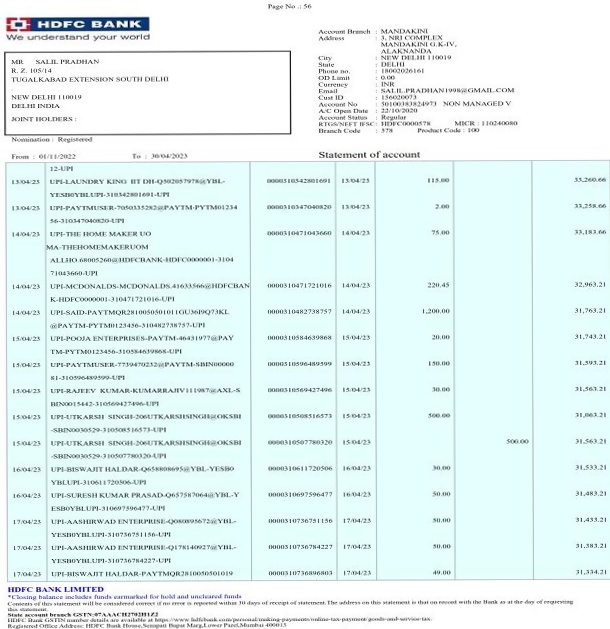 Page No .: 56
HDFC BANK
We understand your world
MR SALIL PRADHAN
R. Z. 105/14
TUGALKABAD EXTENSION SOUTH DELHI
NEW DELHI 110019
DELHI INDIA
JOINT HOLDERS :
Nomination : Registered
Account Branch : MANDAKINI
Address : 3, NRI COMPLEX
MANDAKINI G.K-IV,
ALAKNANDA
City : NEW DELHI 110019
State : DELHI
Phone no. : 18002026161
OD Limit : 0.00
Currency : INR
Email : SALIL.PRADHAN1998@GMAIL.COM
Cust ID : 156020073
Account No : 50100383824973 NON MANAGED V
A/C Open Date : 22/10/2020
Account Status : Regular
RTGS/NEFT IFSC : HDFC0000578 MICR : 110240080
Branch Code : 578 Product Code : 100
From : 01/11/2022 To : 30/04/2023 Statement of account
12-UPI
13/04/23 UPI-LAUNDRY KING BT DH-Q502057978@YBL- 0000310342801691 13/04/23 115.00 33,260.66
YESB0YBLUPI-310342801691-UPI
13/04/23 UPI-PAYTMUSER-7050335282@PAYTM-PYTM01234 0000310347040820 13/04/23 2.00 33,258.66
56-310347040820-UPI
14/04/23 UPI-THE HOME MAKER UO 0000310471043660 14/04/23 75.00 33,183.66
MA-THEHOMEMAKERUOM
ALLHO.68005260@HDFCBANK-HDFC0000001-3104
71043660-UPI
14/04/23 UPI-MCDONALDS-MCDONALDS.41633566@HDFCBAN 0000310471721016 14/04/23 220.45 32,963.21
K-HDFC0000001-310471721016-UPI
14/04/23 UPI-SAID-PAYTMQR2810050501011GU36I9Q73KL 0000310482738757 14/04/23 1,200.00 31,763.21
@PAYTM-PYTM0123456-310482738757-UPI
15/04/23 UPI-POOJA ENTERPRISES-PAYTM-46431977@PAY 0000310584639868 15/04/23 20.00 31,743.21
TM-PYTM0123456-310584639868-UPI
15/04/23 UPI-PAYTMUSER-7739470232@PAYTM-SBIN00000 0000310596489599 15/04/23 150.00 31,593.21
81-310596489599-UPI
15/04/23 UPI-RAJEEV KUMAR-KUMARRAJIV111987@AXL-S 0000310569427496 15/04/23 30.00 31,563.21
BIN0015442-310569427496-UPI
15/04/23 UPI-UTKARSH SINGH-206UTKARSHSINGH@OKSBI 0000310508516573 15/04/23 500.00 31,063.21
-SBIN0030529-310508516573-UPI
15/04/23 UPI-UTKARSH SINGH-206UTKARSHSINGH@OKSBI 0000310507780320 15/04/23 500.00 31,563.21
-SBIN0030529-310507780320-UPI
16/04/23 UPI-BISWAJIT HALDAR-Q658808695@YBL-YESB0 0000310611720506 16/04/23 30.00 31,533.21
YBLUPI-310611720506-UPI
16/04/23 UPI-SURESH KUMAR PRASAD-Q657587064@YBL-Y 0000310697596477 16/04/23 50.00 31,483.21
ESB0YBLUPI-310697596477-UPI
17/04/23 UPI-AASHIRWAD ENTERPRISE-Q080895672@YBL- 0000310736751156 17/04/23 50.00 31,433.21
YESB0YBLUPI-310736751156-UPI
17/04/23 UPI-AASHIRWAD ENTERPRISE-Q178140927@YBL- 0000310736784227 17/04/23 50.00 31,383.21
YESB0YBLUPI-310736784227-UPI
17/04/23 UPI-BISWAJIT HALDAR-PAYTMQR2810050501019 0000310736896803 17/04/23 49.00 31,334.21
HDFC BANK LIMITED
*Closing balance includes funds earmarked for hold and uncleared funds
Contents of this statement will be considered correct if no error is reported within 30 days of receipt of statement.The address on this statement is that on record with the Bank as at the day of requesting
this statement.
State account branch GSTN:07AAACH2702H1Z2
HDFC Bank GSTIN number details are available at https://www.hdfcbank.com/personal/making-payments/online-tax-payment/goods-and-service-tax.
Registered Office Address: HDFC Bank House,Senapati Bapat Marg,Lower Parel,Mumbai 400013